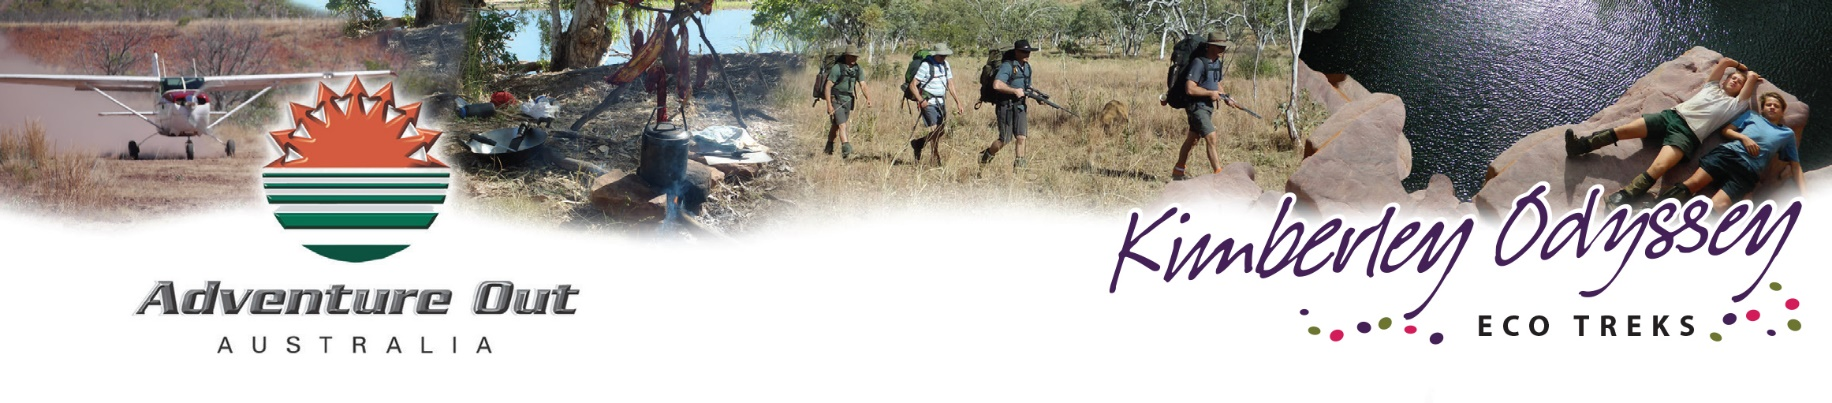 Adventure Out
AUSTRALIA
Kimberley Odyssey
ECO TREKS